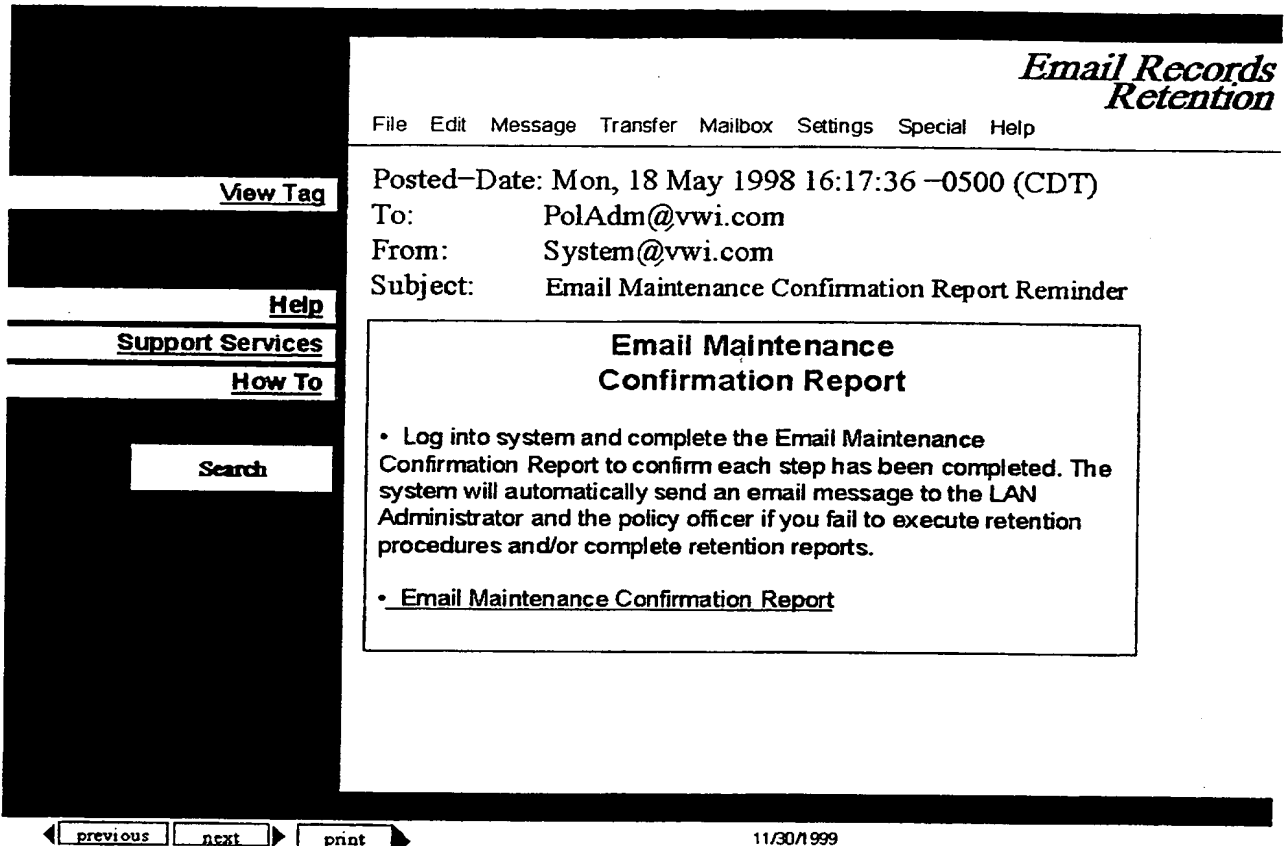 Email Records
Retention
File Edit Message Transfer Mailbox Settings Special Help
View Tag
Help
Support Services
How To
Search
Posted-Date: Mon, 18 May 1998 16:17:36 -0500 (CDT)
To: PolAdm@vwi.com
From: System@vwi.com
Subject: Email Maintenance Confirmation Report Reminder
Email Maintenance
Confirmation Report
• Log into system and complete the Email Maintenance
Confirmation Report to confirm each step has been completed. The
system will automatically send an email message to the LAN
Administrator and the policy officer if you fail to execute retention
procedures and/or complete retention reports.
• Email Maintenance Confirmation Report
previous next print 11/30/1999